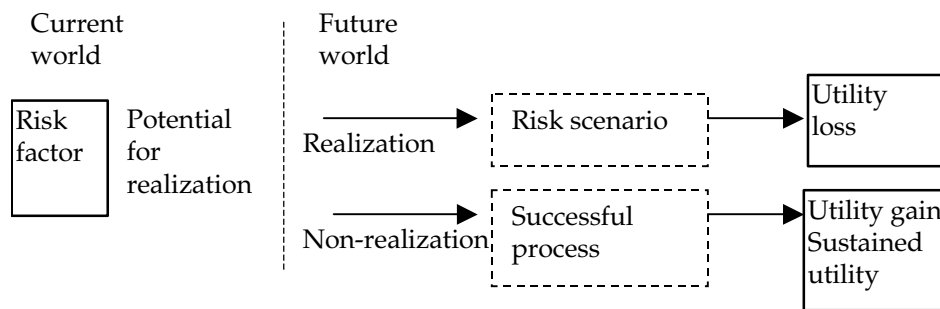 Current
world
Future
world
Risk
factor
Potential
for
realization
Realization
Risk scenario
Utility
loss
Non-realization
Successful
process
Utility gain
Sustained
utility